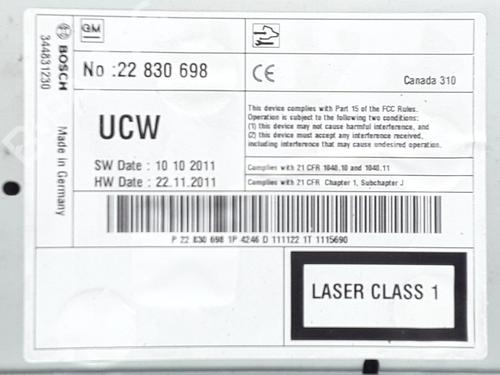 GM
No :22 830 698
UCW
SW Date : 10 10 2011
HW Date : 22.11.2011
BOSCH
344831230
Made in Germany
CE
Canada 310
This device complies with Part 15 of the FCC Rules.
Operation is subject to the following two conditions:
(1) this device may not cause harmful interference, and
(2) this device must accept any interference received,
including interference that may cause undesired operation.
Complies with 21 CFR 1040.10 and 1040.11
Complies with 21 CFR Chapter 1, Subchapter J
P 22 830 698 1P 4246 D 111122 1T 1115690
LASER CLASS 1